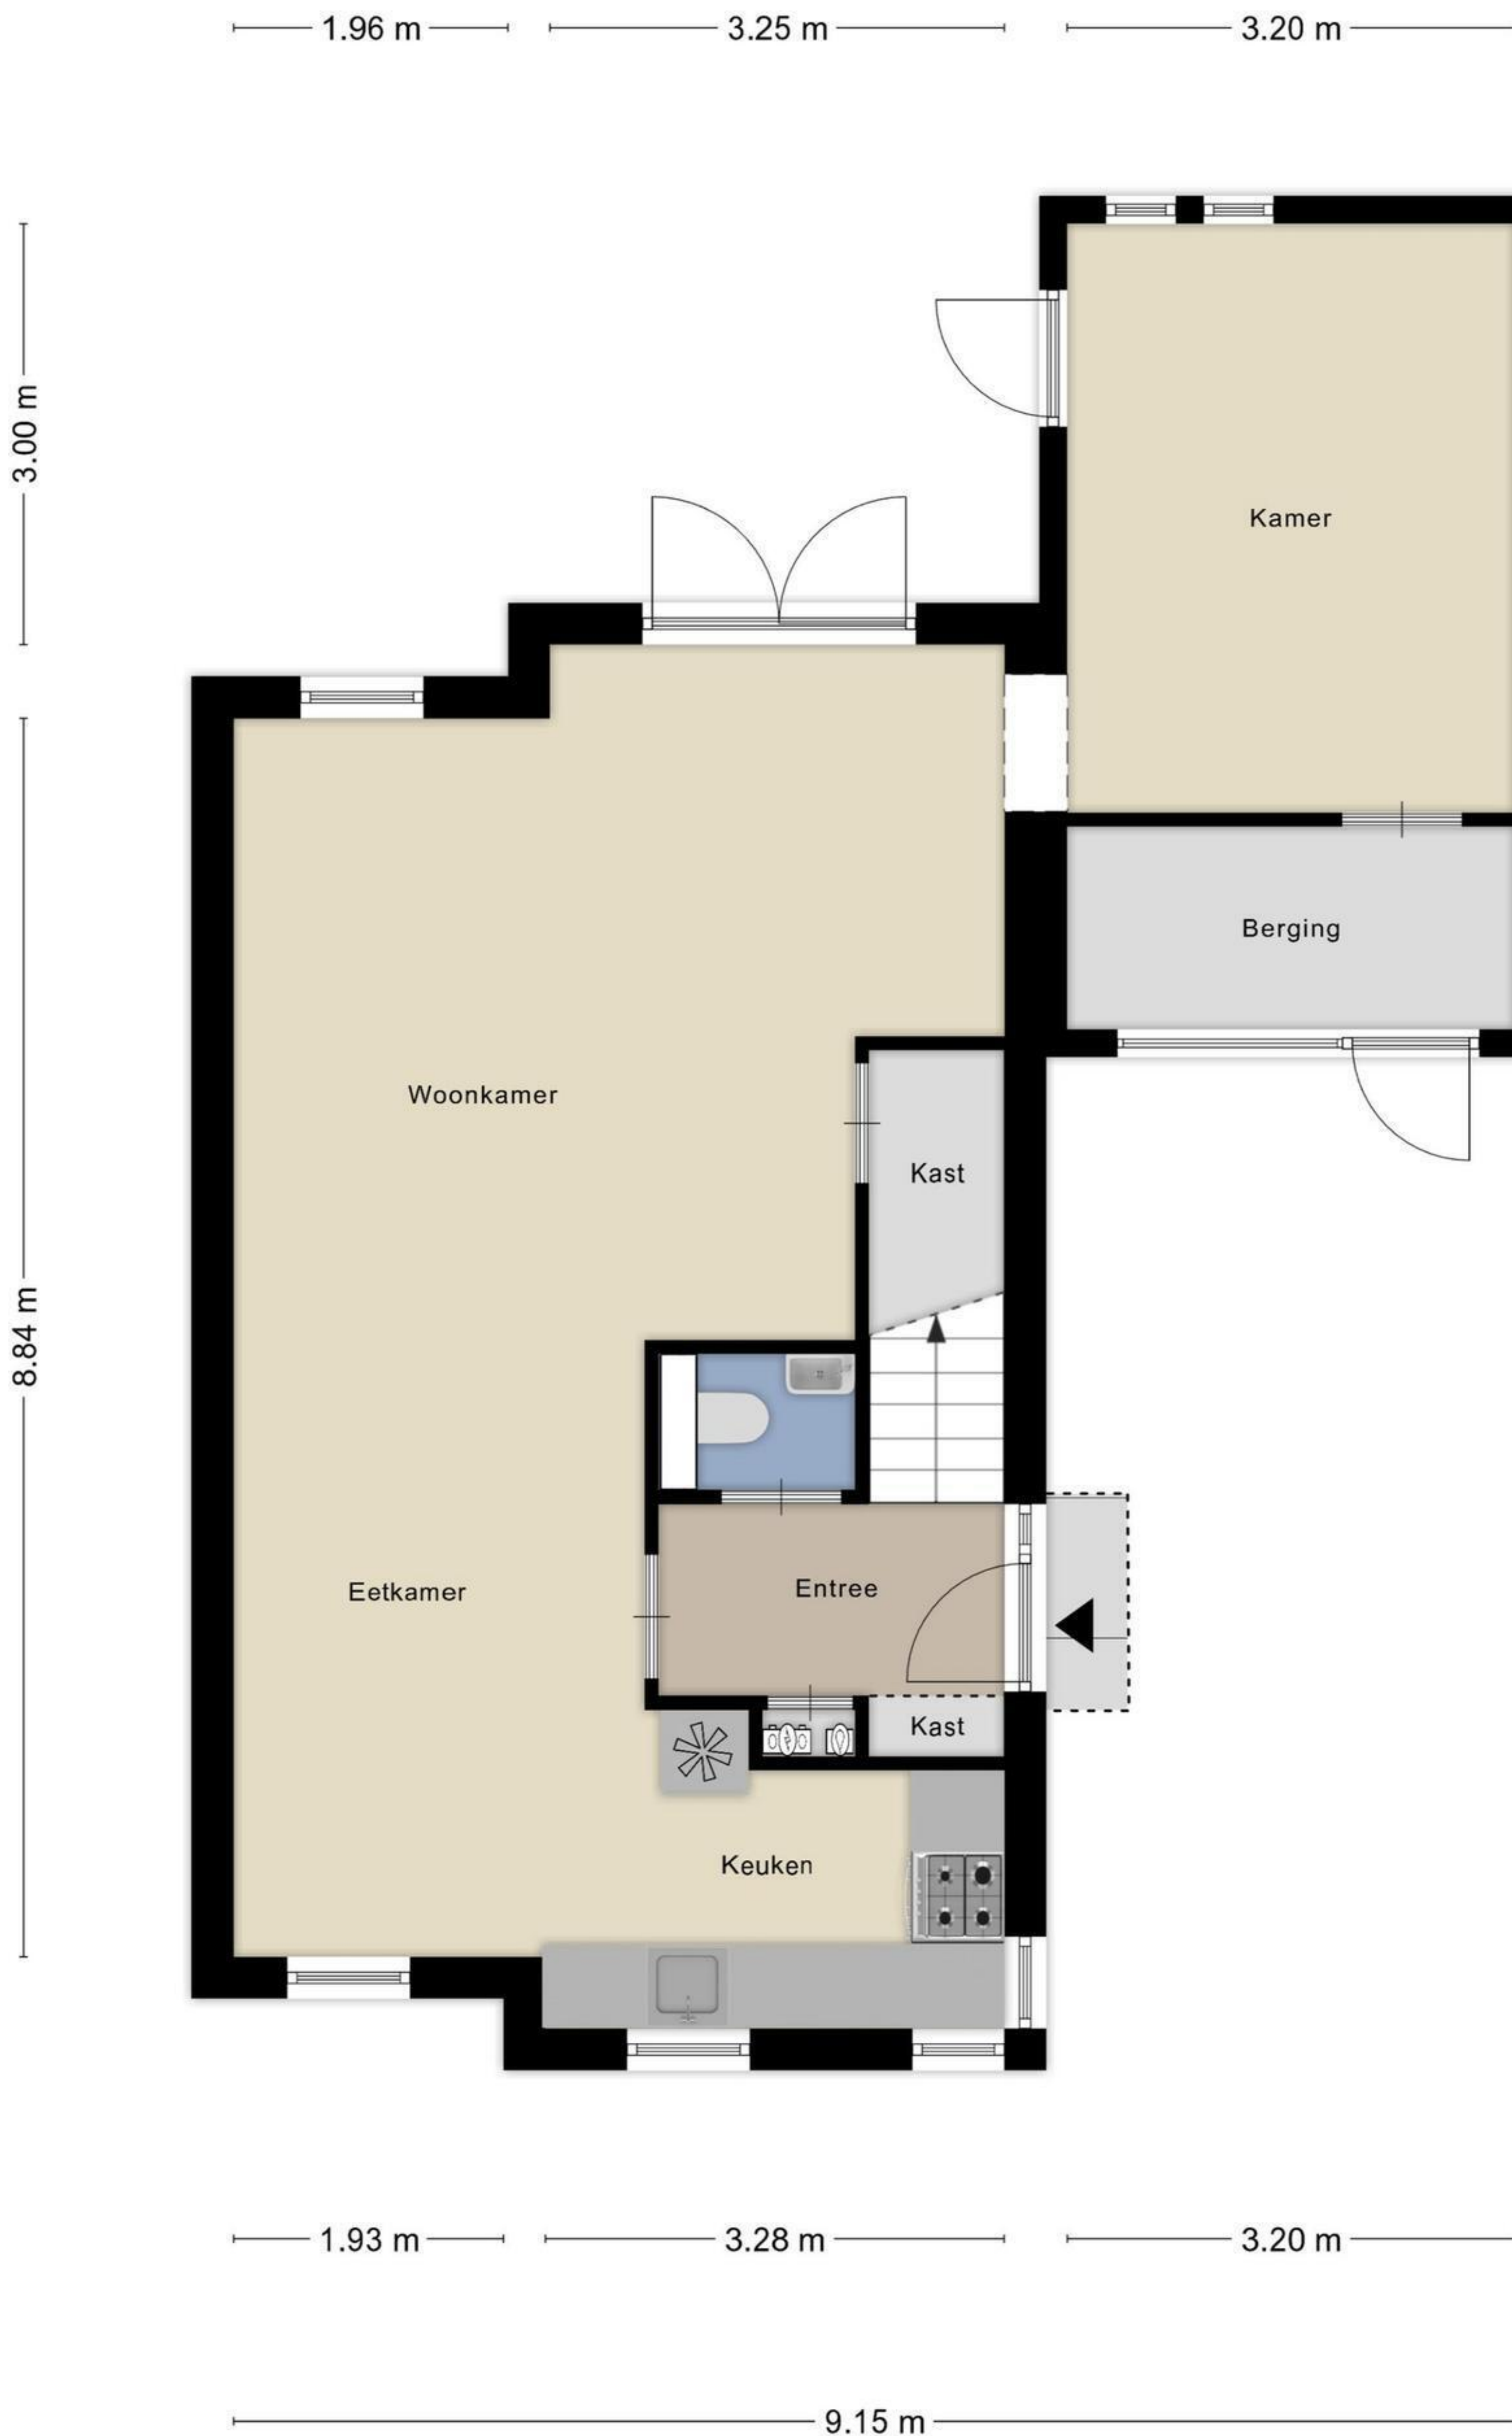 1.96 m
3.25 m
3.20 m
3.00 m
Kamer
Berging
Woonkamer
Kast
8.84 m
Eetkamer
Entree
Kast
Keuken
1.93 m
3.28 m
3.20 m
9.15 m